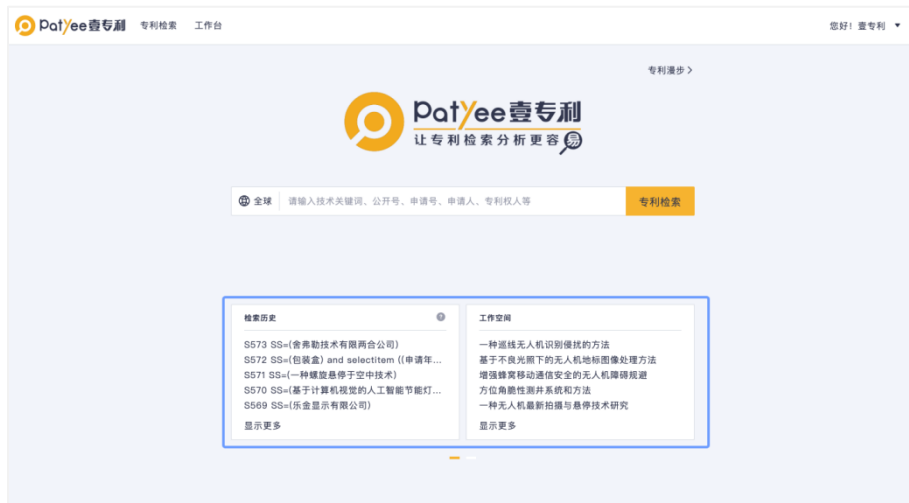 Patyee壹专利 专利检索 工作台 您好！壹专利
专利漫步 >
Patyee壹专利
让专利检索分析更容易
全球 请输入技术关键词、公开号、申请号、申请人、专利权人等 专利检索
检索历史 ?
S573 SS=(舍弗勒技术有限两合公司)
S572 SS=(包装盒) and selectitem ((申请年...
S571 SS=(一种螺旋悬停于空中技术)
S570 SS=(基于计算机视觉的人工智能节能灯...
S569 SS=(乐金显示有限公司)
显示更多
工作空间
一种巡线无人机识别侵扰的方法
基于不良光照下的无人机地标图像处理方法
增强蜂窝移动通信安全的无人机障碍规避
方位角脆性测井系统和方法
一种无人机最新拍摄与悬停技术研究
显示更多